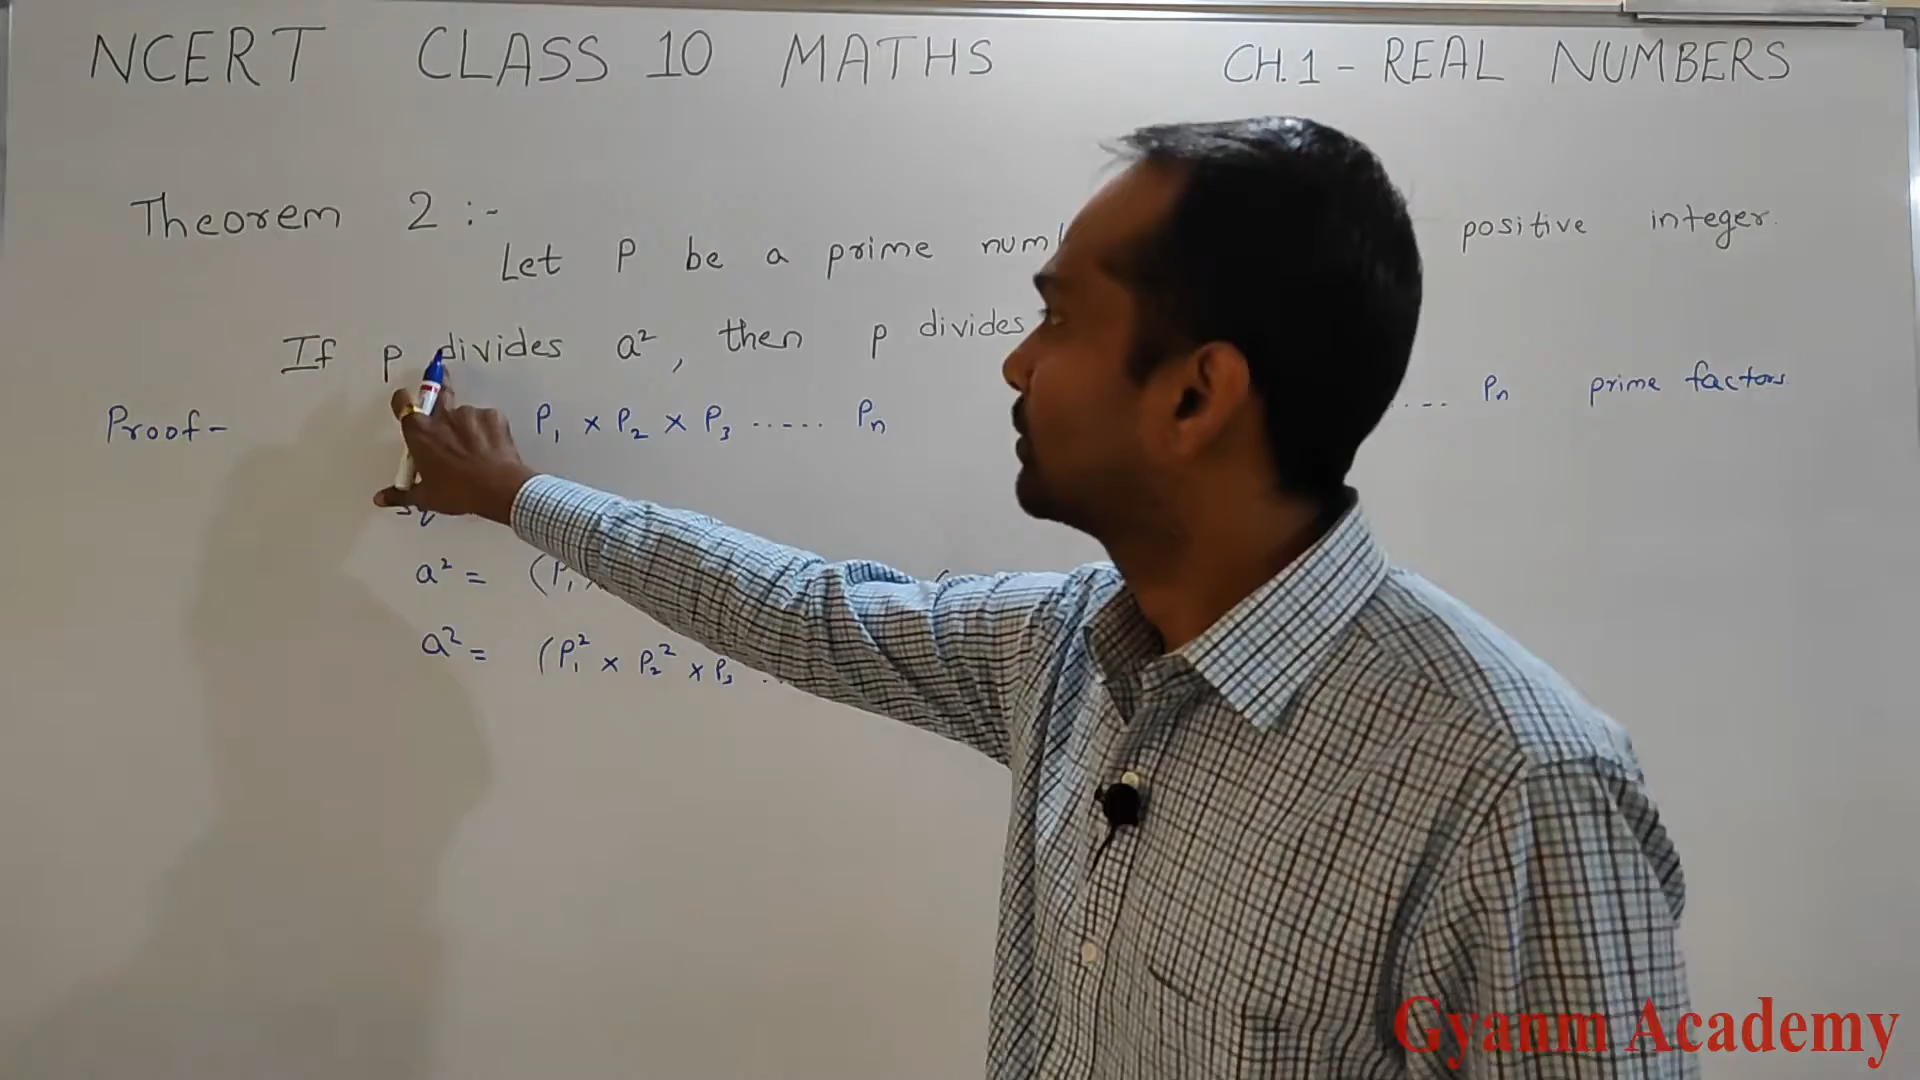 NCERT CLASS 10 MATHS CH.1 - REAL NUMBERS
Theorem 2 :-
Let P be a prime positive integer.
If p divides a², then p divides
Proof - P₁ × P₂ × P₃ ..... Pₙ .... Pₙ prime factors
a² = (P₁
a² = (P₁² × P₂² × P₃ ..
Gyanm Academy